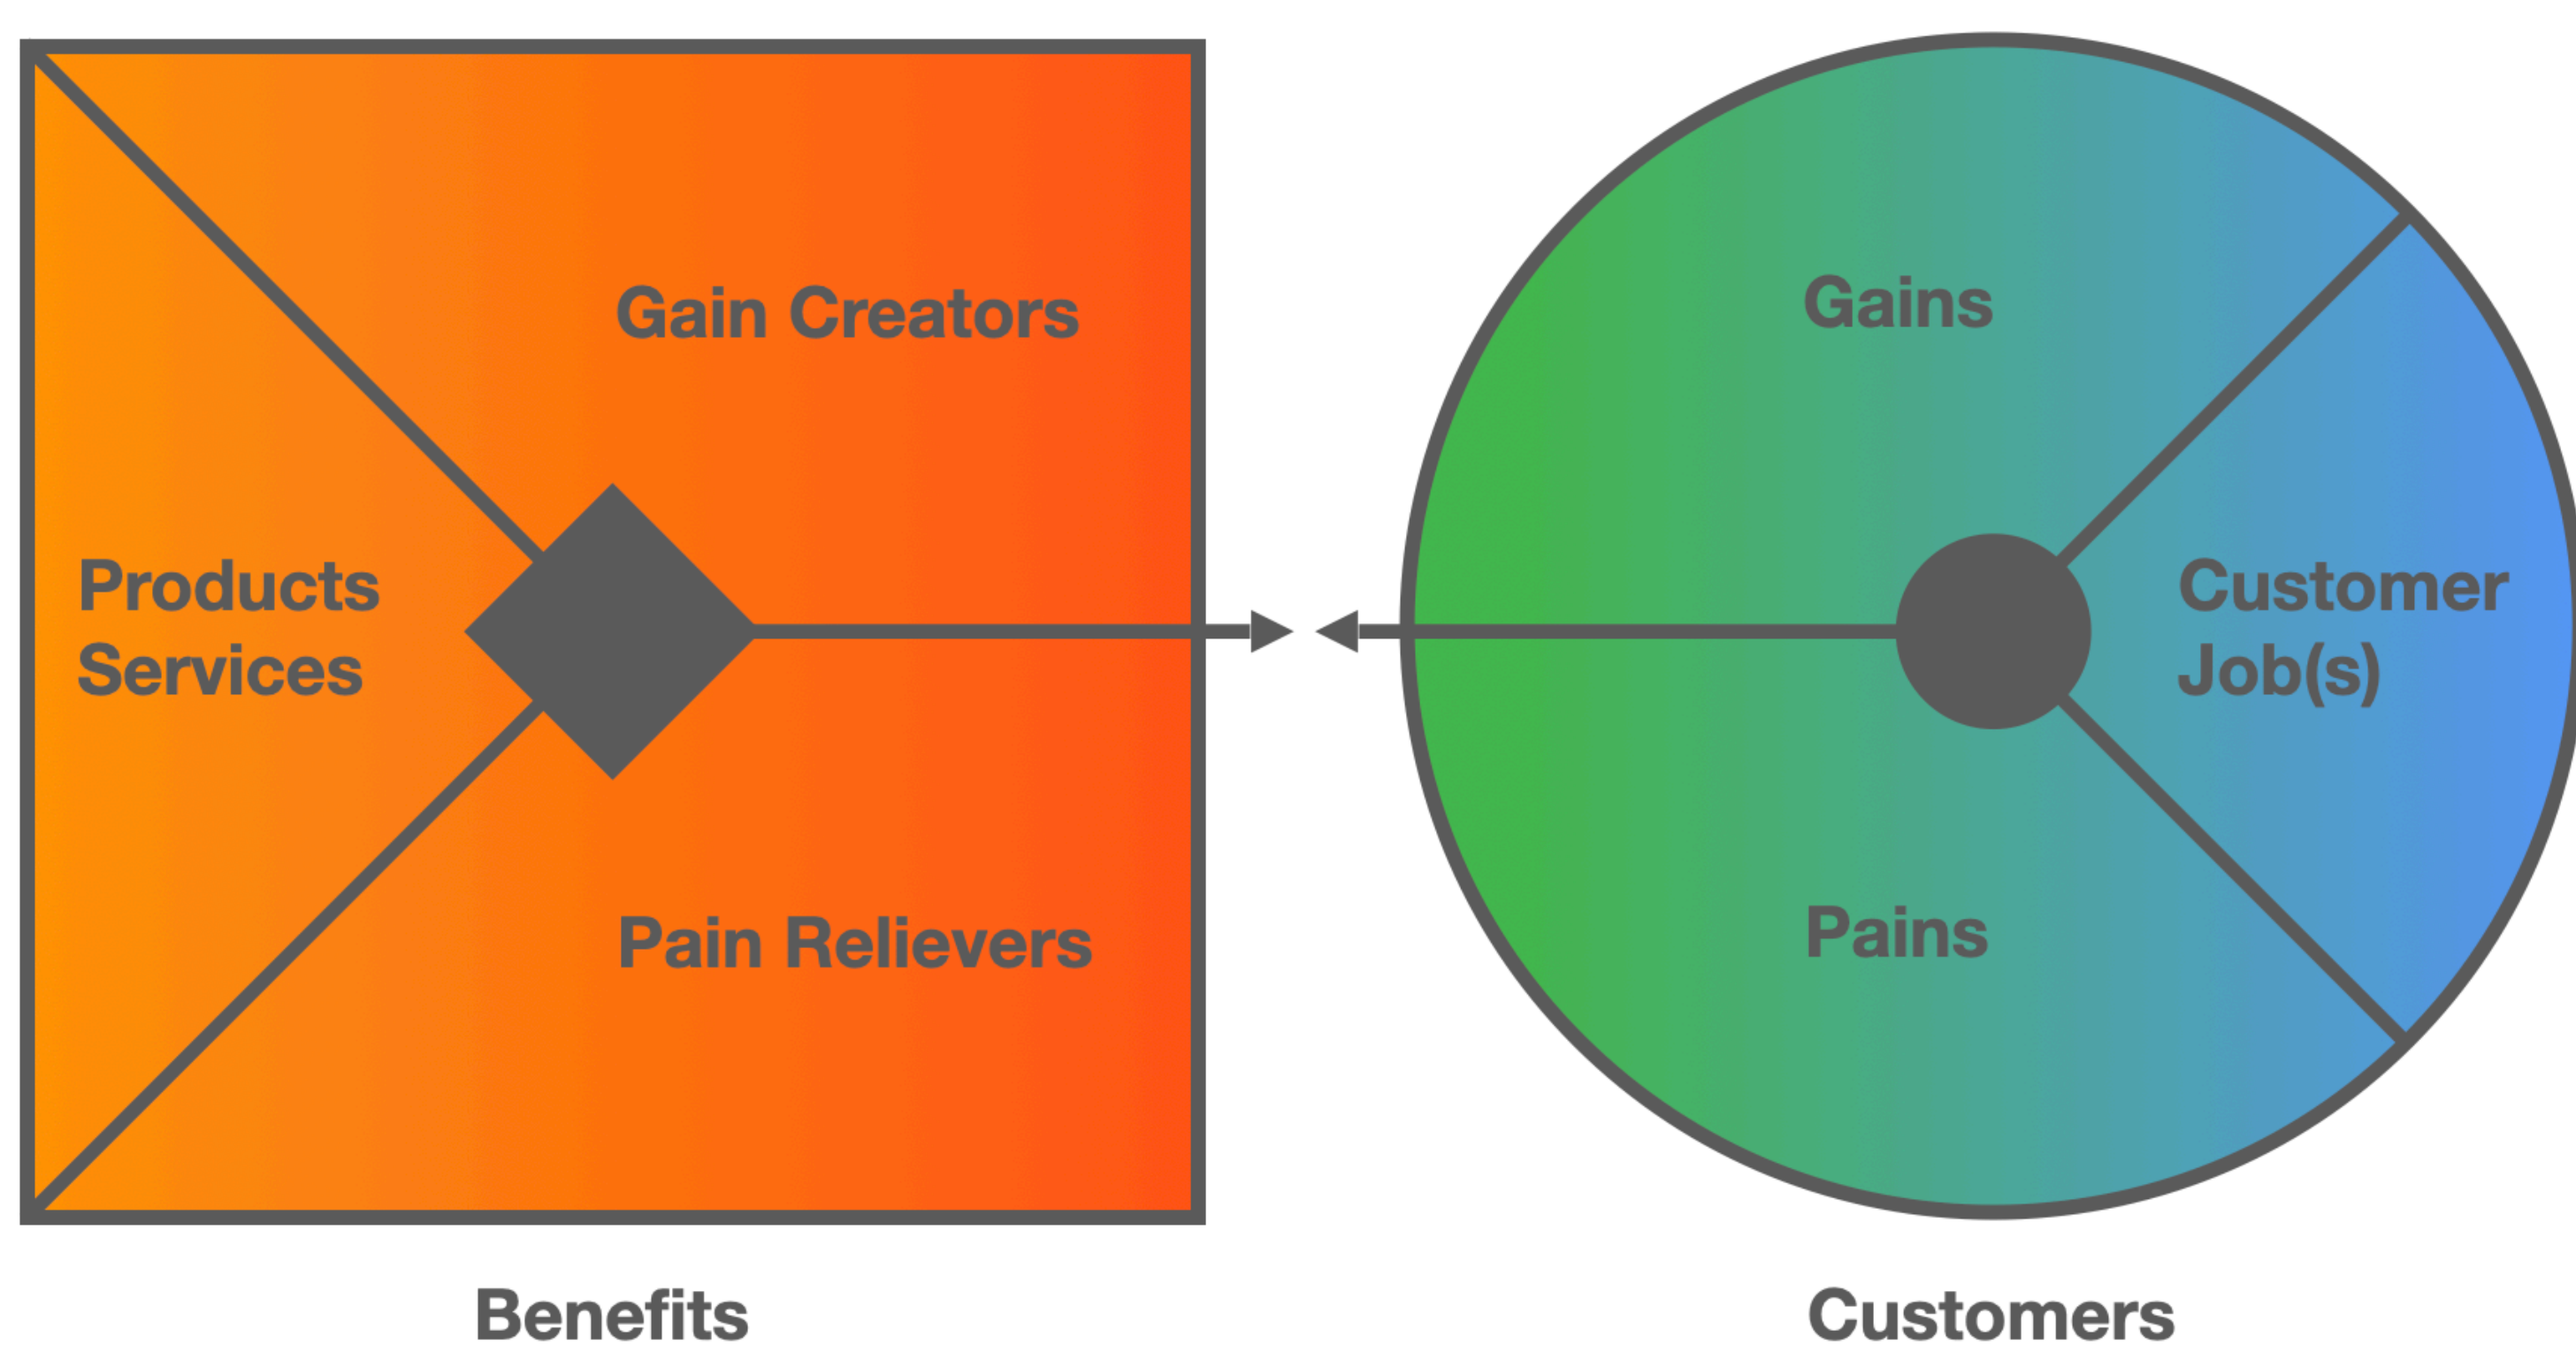 Gain Creators
Products
Services
Pain Relievers
Benefits
Gains
Customer
Job(s)
Pains
Customers